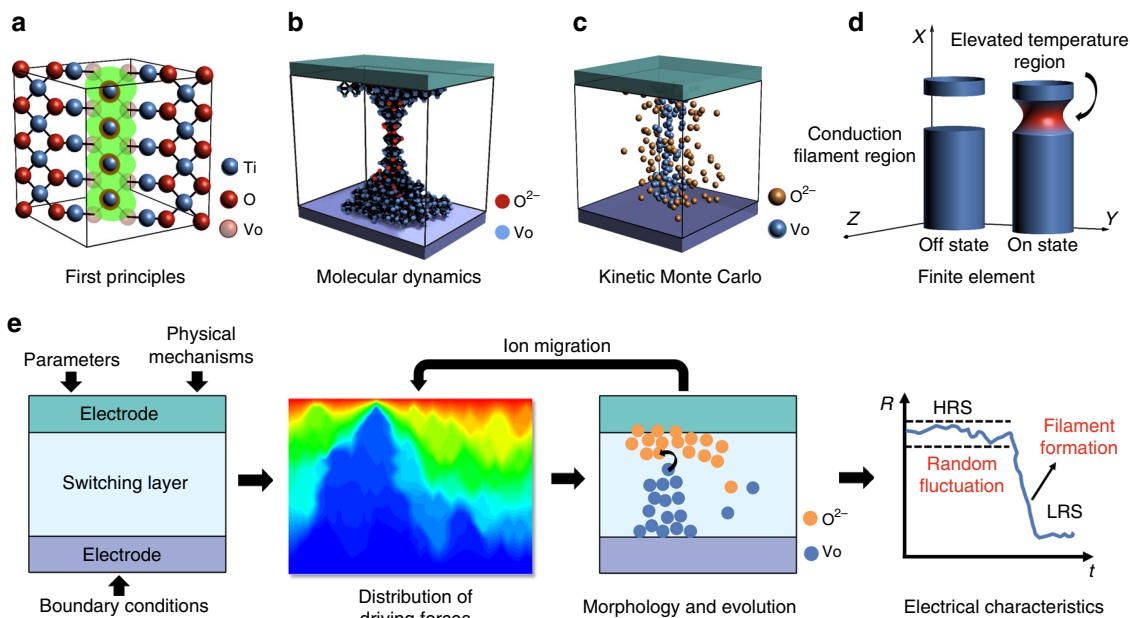 a
Ti
O
Vo
First principles
b
O²⁻
Vo
Molecular dynamics
c
O²⁻
Vo
Kinetic Monte Carlo
d
X
Elevated temperature
region
Conduction
filament region
Z
Y
Off state
On state
Finite element
e
Physical
mechanisms
Parameters
Electrode
Switching layer
Electrode
Boundary conditions
Ion migration
Distribution of
driving forces
O²⁻
Vo
Morphology and evolution
R
HRS
Filament
formation
Random
fluctuation
LRS
t
Electrical characteristics